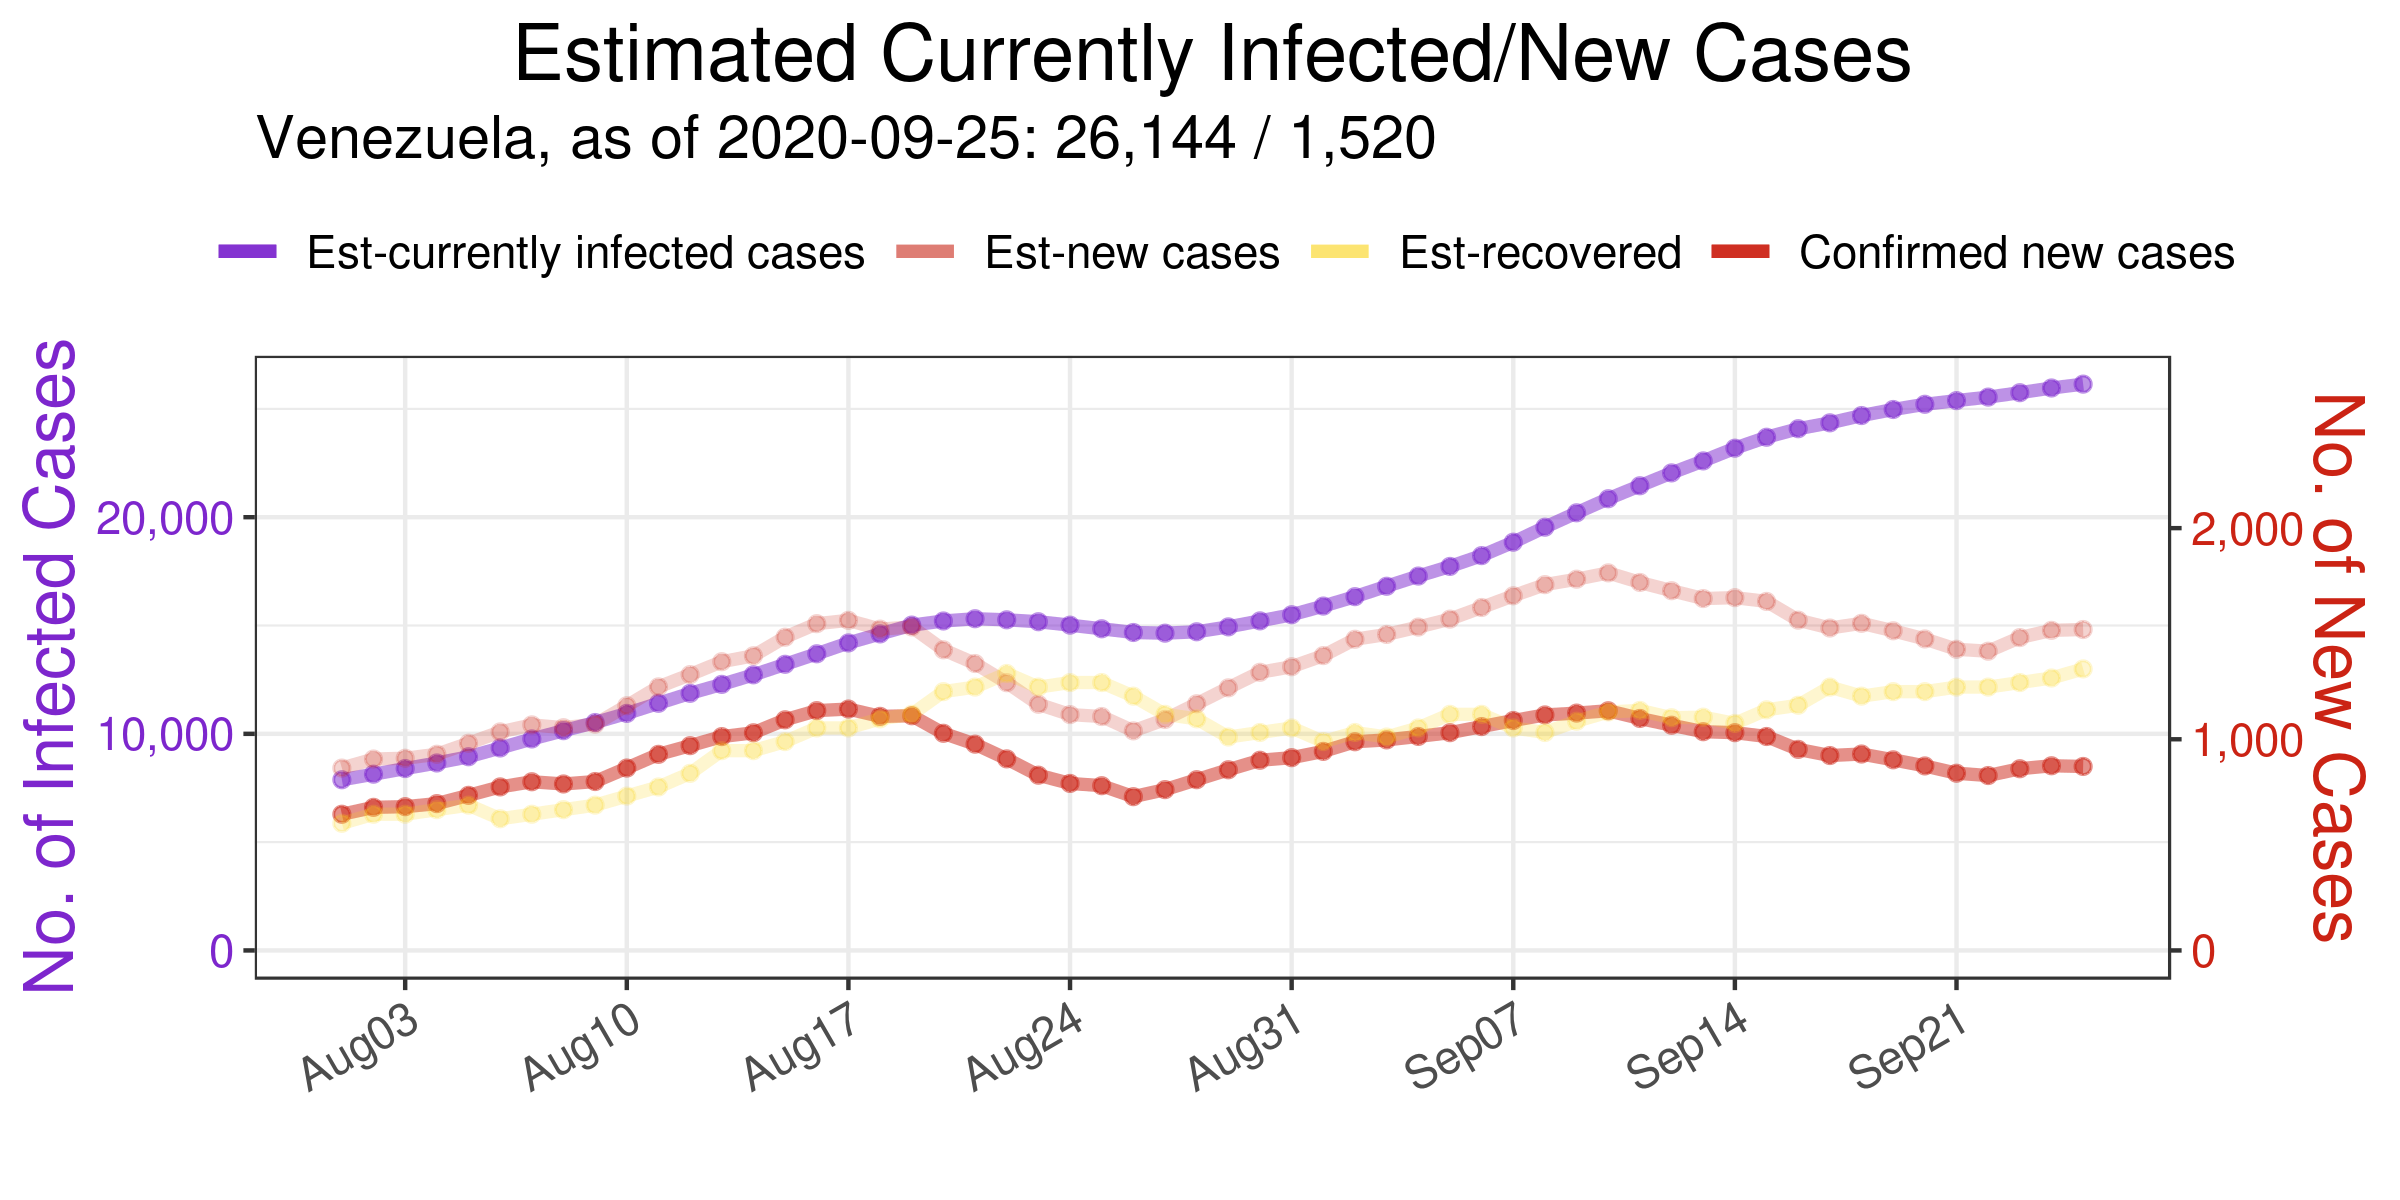 Estimated Currently Infected/New Cases
Venezuela, as of 2020-09-25: 26,144 / 1,520
Est-currently infected cases Est-new cases Est-recovered Confirmed new cases
No. of Infected Cases
20,000
10,000
0
2,000
1,000
0
No. of New Cases
Aug03 Aug10 Aug17 Aug24 Aug31 Sep07 Sep14 Sep21